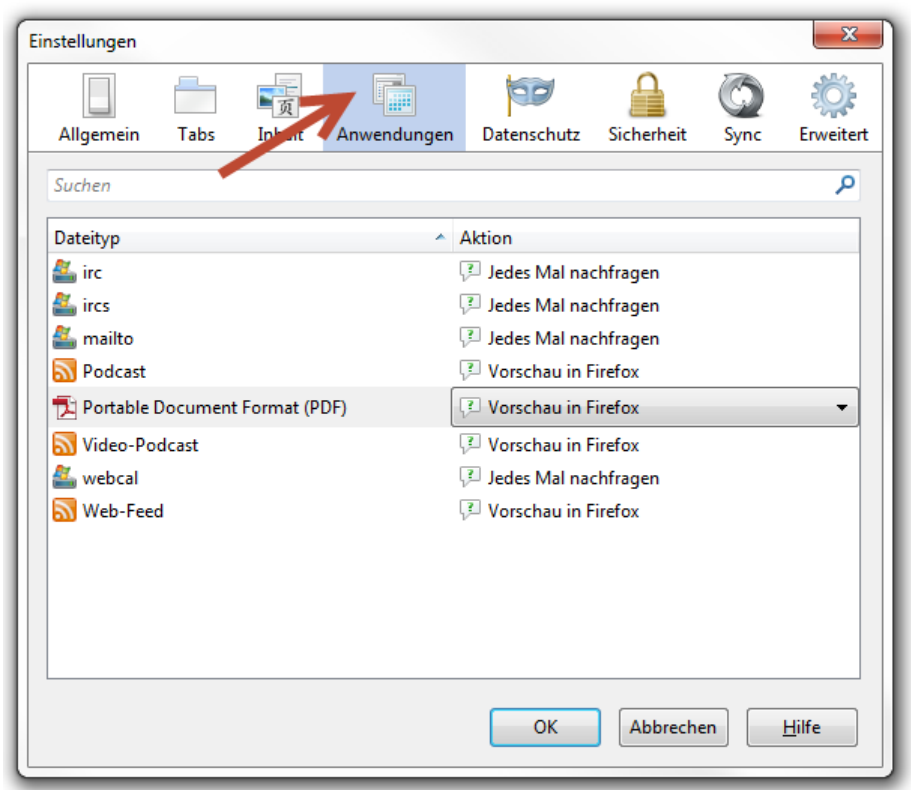 Einstellungen
Allgemein Tabs Inhalt Anwendungen Datenschutz Sicherheit Sync Erweitert
Suchen
Dateityp Aktion
irc Jedes Mal nachfragen
ircs Jedes Mal nachfragen
mailto Jedes Mal nachfragen
Podcast Vorschau in Firefox
Portable Document Format (PDF) Vorschau in Firefox
Video-Podcast Vorschau in Firefox
webcal Jedes Mal nachfragen
Web-Feed Vorschau in Firefox
OK Abbrechen Hilfe